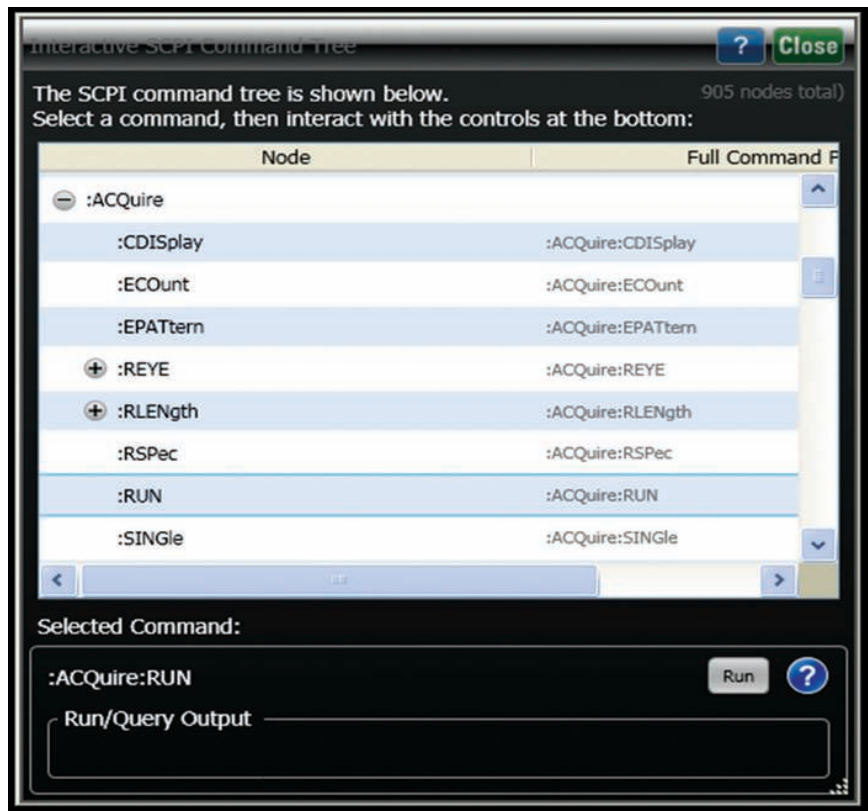 Interactive SCPI Command Tree ? Close
The SCPI command tree is shown below. 905 nodes total)
Select a command, then interact with the controls at the bottom:
Node Full Command P
:ACQuire
:CDISplay :ACQuire:CDISplay
:ECOunt :ACQuire:ECOunt
:EPATtern :ACQuire:EPATtern
:REYE :ACQuire:REYE
:RLENgth :ACQuire:RLENgth
:RSPec :ACQuire:RSPec
:RUN :ACQuire:RUN
:SINGle :ACQuire:SINGle
Selected Command:
:ACQuire:RUN Run ?
Run/Query Output